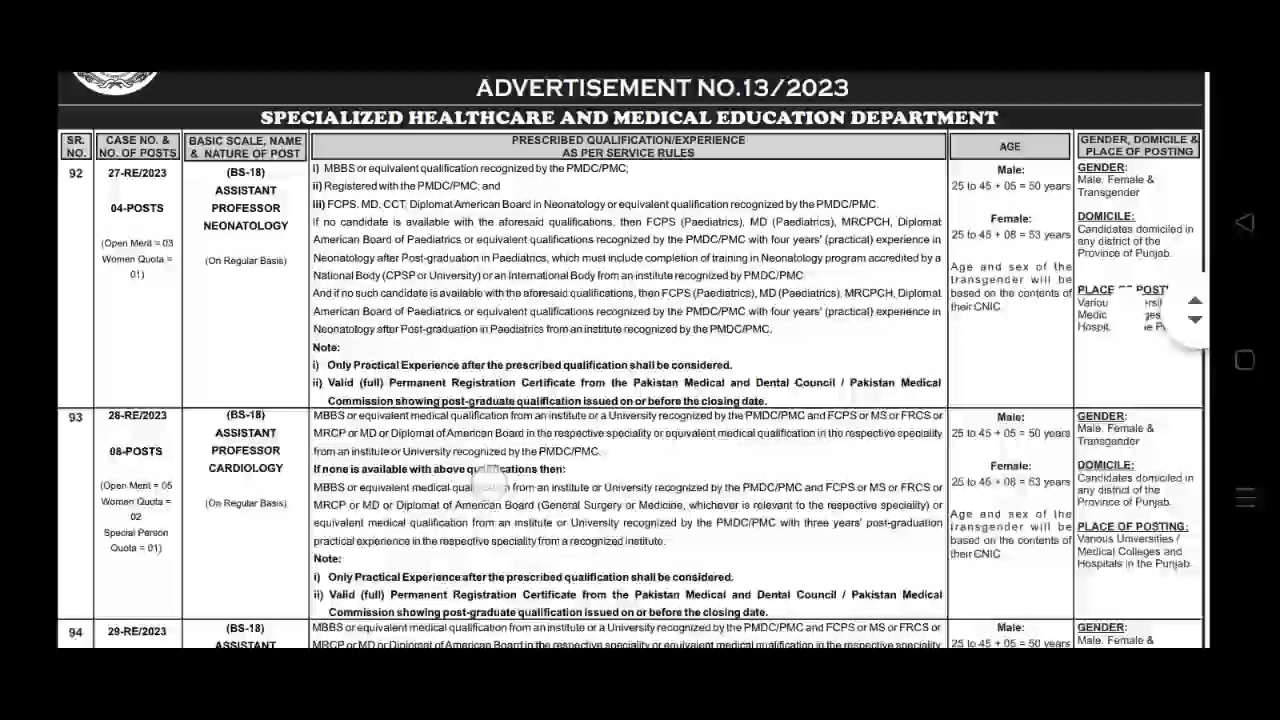 ADVERTISEMENT NO.13/2023
SPECIALIZED HEALTHCARE AND MEDICAL EDUCATION DEPARTMENT
SR. NO.
CASE NO. & NO. OF POSTS
BASIC SCALE, NAME & NATURE OF POST
PRESCRIBED QUALIFICATION/EXPERIENCE
AS PER SERVICE RULES
AGE
GENDER, DOMICILE & PLACE OF POSTING
92
27-RE/2023
04-POSTS
(Open Merit = 03
Women Quota =
01)
(BS-18)
ASSISTANT
PROFESSOR
NEONATOLOGY
(On Regular Basis)
i) MBBS or equivalent qualification recognized by the PMDC/PMC;
ii) Registered with the PMDC/PMC; and
iii) FCPS, MD, CCT, Diplomat American Board in Neonatology or equivalent qualification recognized by the PMDC/PMC.
If no candidate is available with the aforesaid qualifications, then FCPS (Paediatrics), MD (Paediatrics), MRCPCH, Diplomat
American Board of Paediatrics or equivalent qualifications recognized by the PMDC/PMC with four years' (practical) experience in
Neonatology after Post-graduation in Paediatrics, which must include completion of training in Neonatology program accredited by a
National Body (CPSP or University) or an International Body from an institute recognized by PMDC/PMC.
And if no such candidate is available with the aforesaid qualifications, then FCPS (Paediatrics), MD (Paediatrics), MRCPCH, Diplomat
American Board of Paediatrics or equivalent qualifications recognized by the PMDC/PMC with four years' (practical) experience in
Neonatology after Post-graduation in Paediatrics from an institute recognized by the PMDC/PMC.
Note:
i) Only Practical Experience after the prescribed qualification shall be considered.
ii) Valid (full) Permanent Registration Certificate from the Pakistan Medical and Dental Council / Pakistan Medical
Commission showing post-graduate qualification issued on or before the closing date.
Male:
25 to 45 + 05 = 50 years
Female:
25 to 45 + 08 = 53 years
Age and sex of the
transgender will be
based on the contents of
their CNIC
GENDER:
Male, Female &
Transgender
DOMICILE:
Candidates domiciled in
any district of the
Province of Punjab.
PLACE OF
93
28-RE/2023
08-POSTS
(Open Merit = 05
Women Quota =
02
Special Person
Quota = 01)
(BS-18)
ASSISTANT
PROFESSOR
CARDIOLOGY
(On Regular Basis)
MBBS or equivalent medical qualification from an institute or a University recognized by the PMDC/PMC and FCPS or MS or FRCS or
MRCP or MD or Diplomat of American Board in the respective speciality or equivalent medical qualification in the respective speciality
from an institute or University recognized by the PMDC/PMC.
If none is available with above qualifications then:
MBBS or equivalent medical qualification from an institute or University recognized by the PMDC/PMC and FCPS or MS or FRCS or
MRCP or MD or Diplomat of American Board (General Surgery or Medicine, whichever is relevant to the respective speciality) or
equivalent medical qualification from an institute or University recognized by the PMDC/PMC with three years' post-graduation
practical experience in the respective speciality from a recognized institute.
Note:
i) Only Practical Experience after the prescribed qualification shall be considered.
ii) Valid (full) Permanent Registration Certificate from the Pakistan Medical and Dental Council / Pakistan Medical
Commission showing post-graduate qualification issued on or before the closing date.
Male:
25 to 45 + 05 = 50 years
Female:
25 to 45 + 08 = 53 years
Age and sex of the
transgender will be
based on the contents of
their CNIC
GENDER:
Male, Female &
Transgender
DOMICILE:
Candidates domiciled in
any district of the
Province of Punjab.
PLACE OF POSTING:
Various Universities /
Medical Colleges and
Hospitals in the Punjab.
94
29-RE/2023
(BS-18)
ASSISTANT
MBBS or equivalent medical qualification from an institute or a University recognized by the PMDC/PMC and FCPS or MS or FRCS or
MRCP or MD or Diplomat of American Board in the respective speciality or equivalent medical qualification in the respective speciality
Male:
25 to 45 + 05 = 50 years
GENDER:
Male, Female &